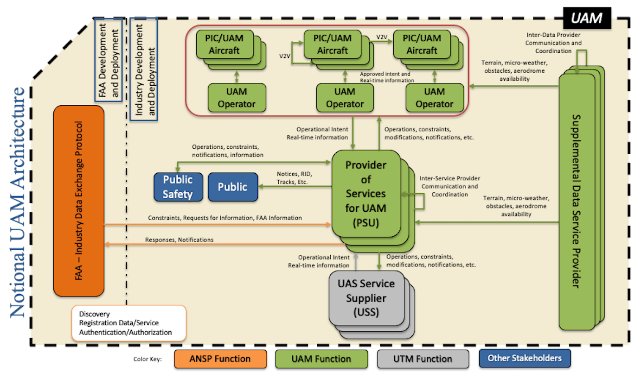 UAM
Notional UAM Architecture
FAA Development
and Deployment
Industry Development
and Deployment
PIC/UAM
Aircraft
V2V
PIC/UAM
Aircraft
V2V
PIC/UAM
Aircraft
Approved Intent and
Real-time information
UAM
Operator
UAM
Operator
UAM
Operator
Inter-Data Provider
Communication and
Coordination
Terrain, micro-weather,
obstacles, aerodrome
availability
Supplemental Data Service Provider
FAA – Industry Data Exchange Protocol
Operational Intent
Real-time information
Operations, constraints,
modifications, notifications, etc.
Operations, constraints,
notifications, information
Public
Safety
Public
Notices, RID,
Tracks, Etc.
Provider
of
Services
for UAM
(PSU)
Inter-Service Provider
Communication and
Coordination
Terrain, micro-weather,
obstacles, aerodrome
availability
Constraints, Requests for Information, FAA Information
Responses, Notifications
Operational Intent
Real-time information
Operations, constraints,
modifications, notifications, etc.
UAS Service
Supplier
(USS)
Discovery
Registration Data/Service
Authentication/Authorization
Color Key:
ANSP Function
UAM Function
UTM Function
Other Stakeholders